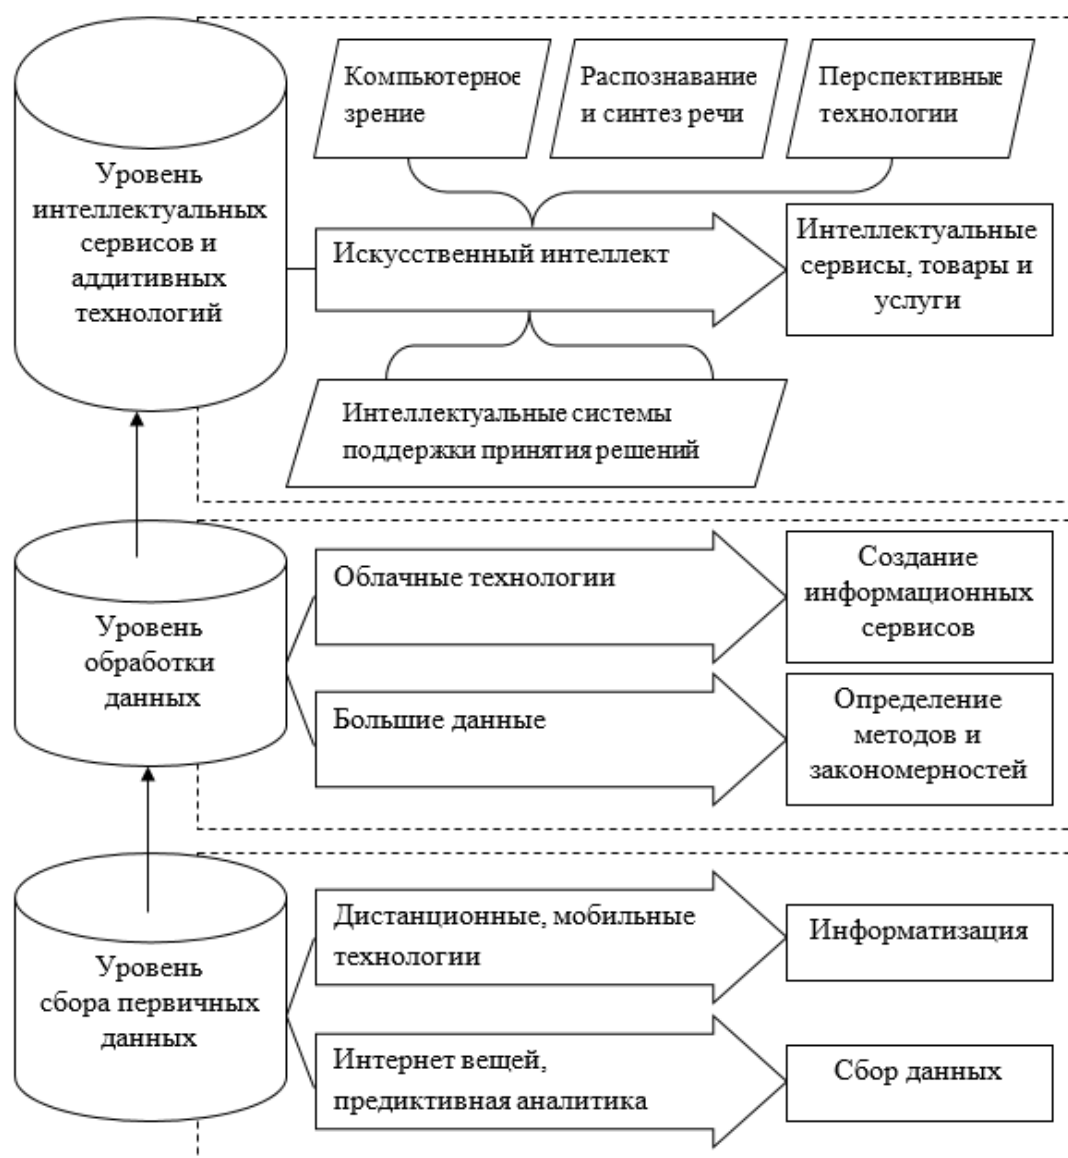 Компьютерное
зрение
Распознавание
и синтез речи
Перспективные
технологии
Уровень
интеллектуальных
сервисов и
аддитивных
технологий
Искусственный интеллект
Интеллектуальные
сервисы, товары и
услуги
Интеллектуальные системы
поддержки принятия решений
Уровень
обработки
данных
Облачные технологии
Создание
информационных
сервисов
Большие данные
Определение
методов и
закономерностей
Уровень
сбора первичных
данных
Дистанционные, мобильные
технологии
Информатизация
Интернет вещей,
предиктивная аналитика
Сбор данных